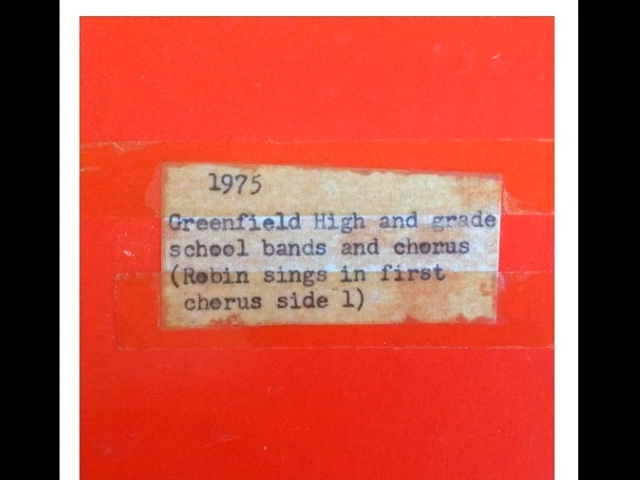 1975
Greenfield High and grade
school bands and chorus
(Robin sings in first
chorus side 1)